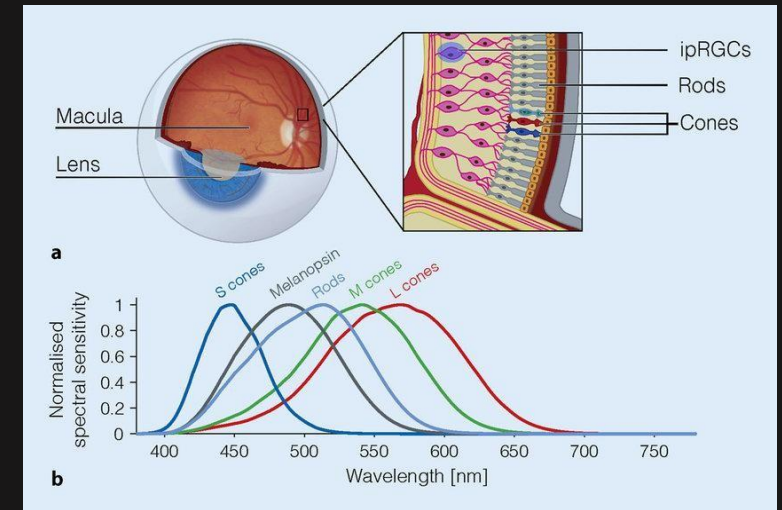 ipRGCs
Rods
Cones
Macula
Lens
a
S cones
Melanopsin
Rods
M cones
L cones
Normalised
spectral sensitivity
1
0.8
0.6
0.4
0.2
0
400
450
500
550
600
650
700
750
Wavelength [nm]
b